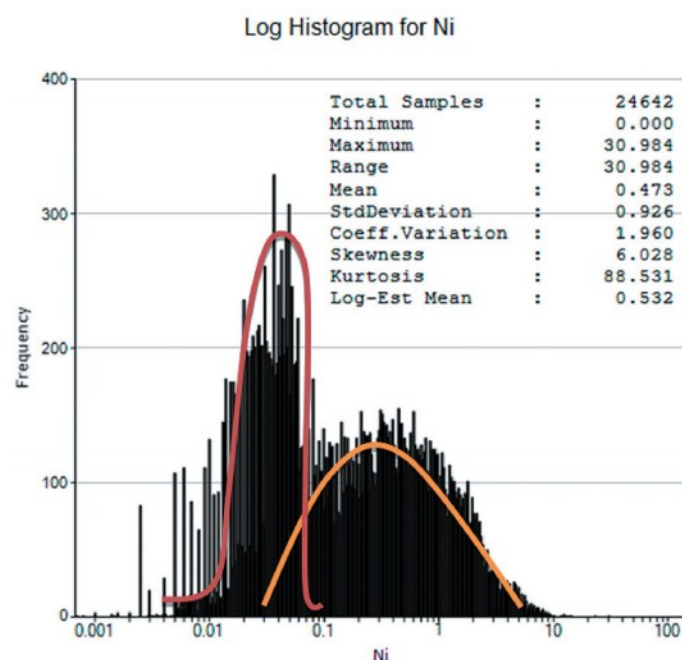 Log Histogram for Ni
400
300
200
100
0
Frequency
Total Samples : 24642
Minimum : 0.000
Maximum : 30.984
Range : 30.984
Mean : 0.473
StdDeviation : 0.926
Coeff.Variation : 1.960
Skewness : 6.028
Kurtosis : 88.531
Log-Est Mean : 0.532
0.001 0.01 0.1 1 10 100
Ni